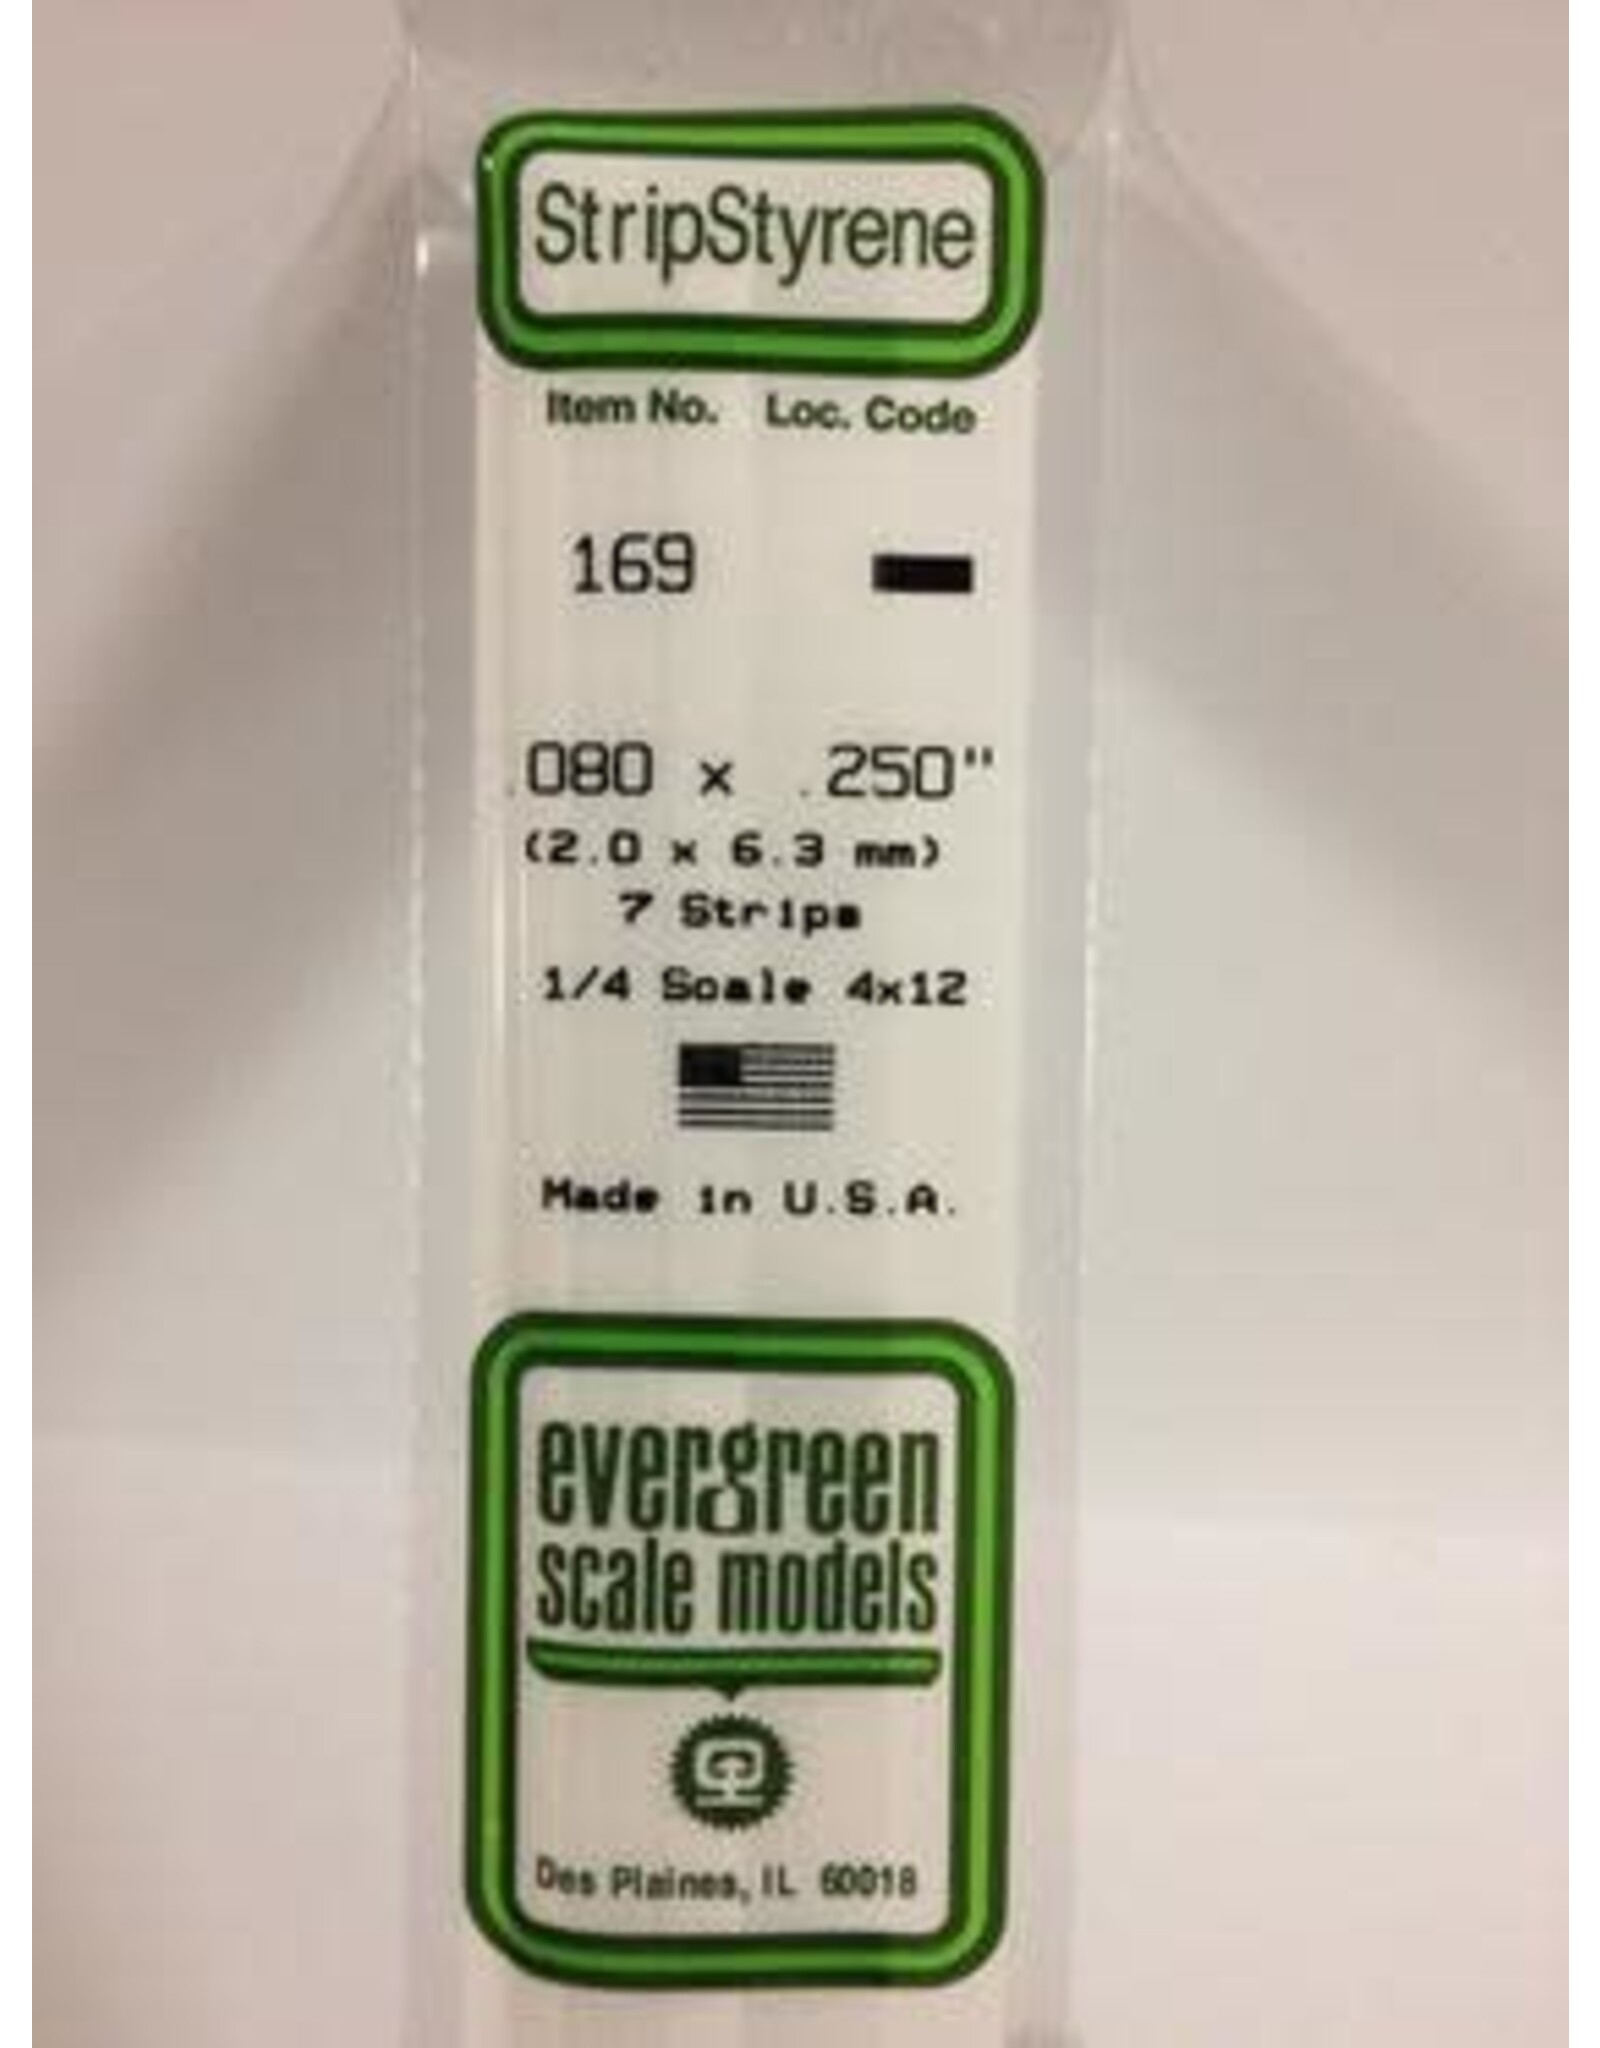 StripStyrene
Item No. Loc. Code
169
.080 x .250"
(2.0 x 6.3 mm)
7 Strips
1/4 Scale 4x12
Made in U.S.A.
evergreen
scale models
Des Plaines, IL 60018